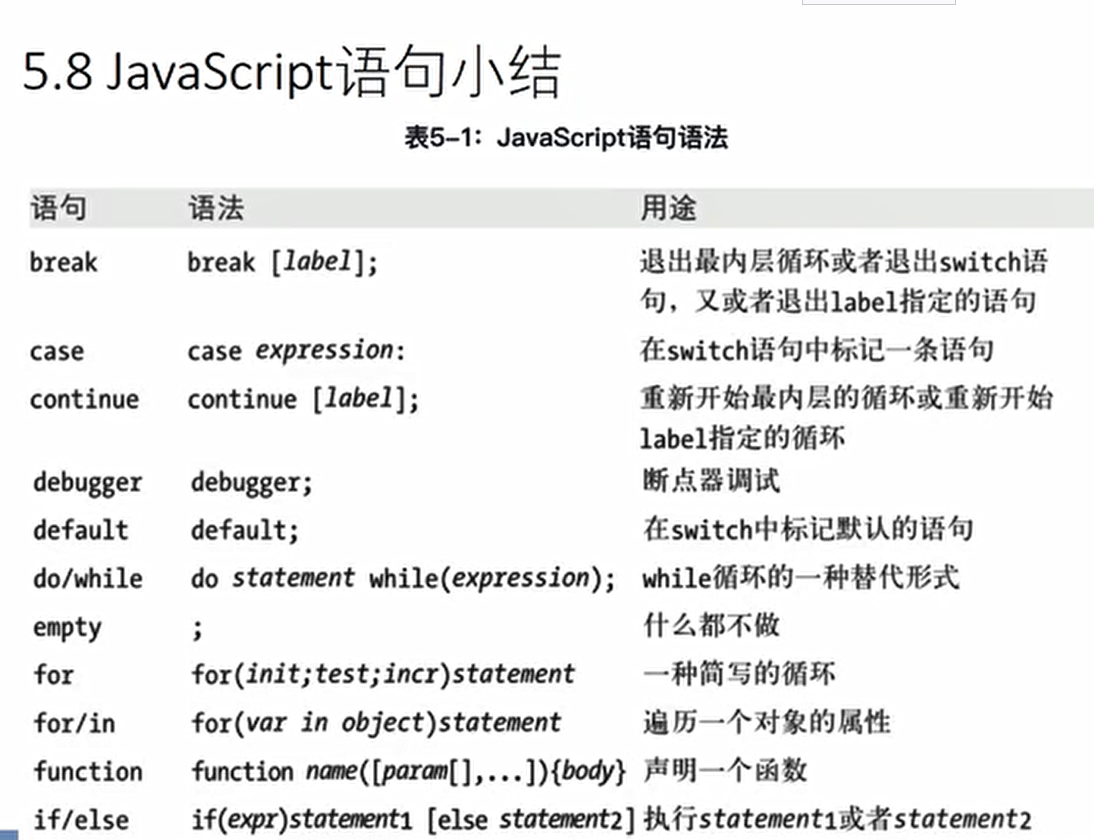 5.8 JavaScript语句小结
表5–1：JavaScript语句语法
语句 语法 用途
break break [label]; 退出最内层循环或者退出switch语
句，又或者退出label指定的语句
case case expression: 在switch语句中标记一条语句
continue continue [label]; 重新开始最内层的循环或重新开始
label指定的循环
debugger debugger; 断点器调试
default default; 在switch中标记默认的语句
do/while do statement while(expression); while循环的一种替代形式
empty ; 什么都不做
for for(init;test;incr)statement 一种简写的循环
for/in for(var in object)statement 遍历一个对象的属性
function function name([param[],...]){body} 声明一个函数
if/else if(expr)statement1 [else statement2] 执行statement1或者statement2